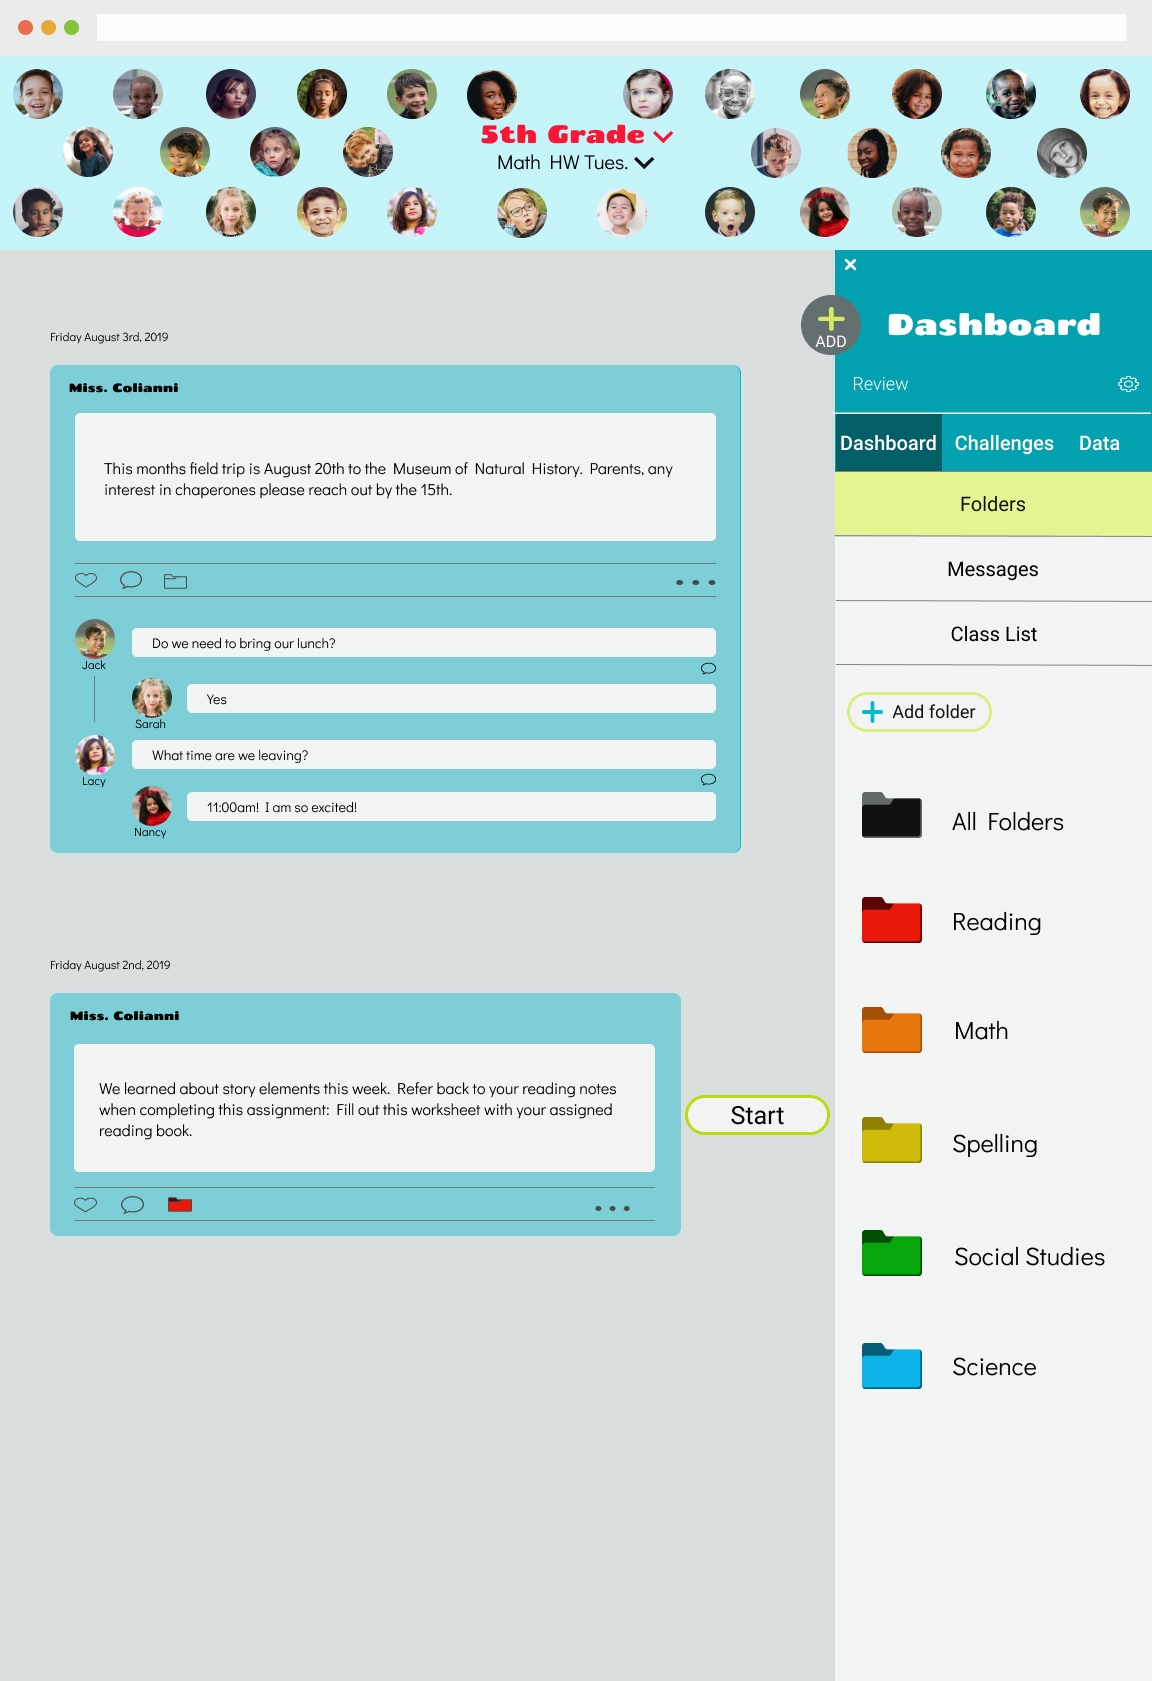 5th Grade
Math HW Tues.
ADD
Dashboard
Review
Dashboard Challenges Data
Folders
Messages
Class List
Add folder
All Folders
Reading
Math
Spelling
Social Studies
Science
Friday August 3rd, 2019
Miss. Colianni
This months field trip is August 20th to the Museum of Natural History. Parents, any
interest in chaperones please reach out by the 15th.
Do we need to bring our lunch?
Jack
Yes
Sarah
What time are we leaving?
Lacy
11:00am! I am so excited!
Nancy
Friday August 2nd, 2019
Miss. Colianni
We learned about story elements this week. Refer back to your reading notes
when completing this assignment: Fill out this worksheet with your assigned
reading book.
Start